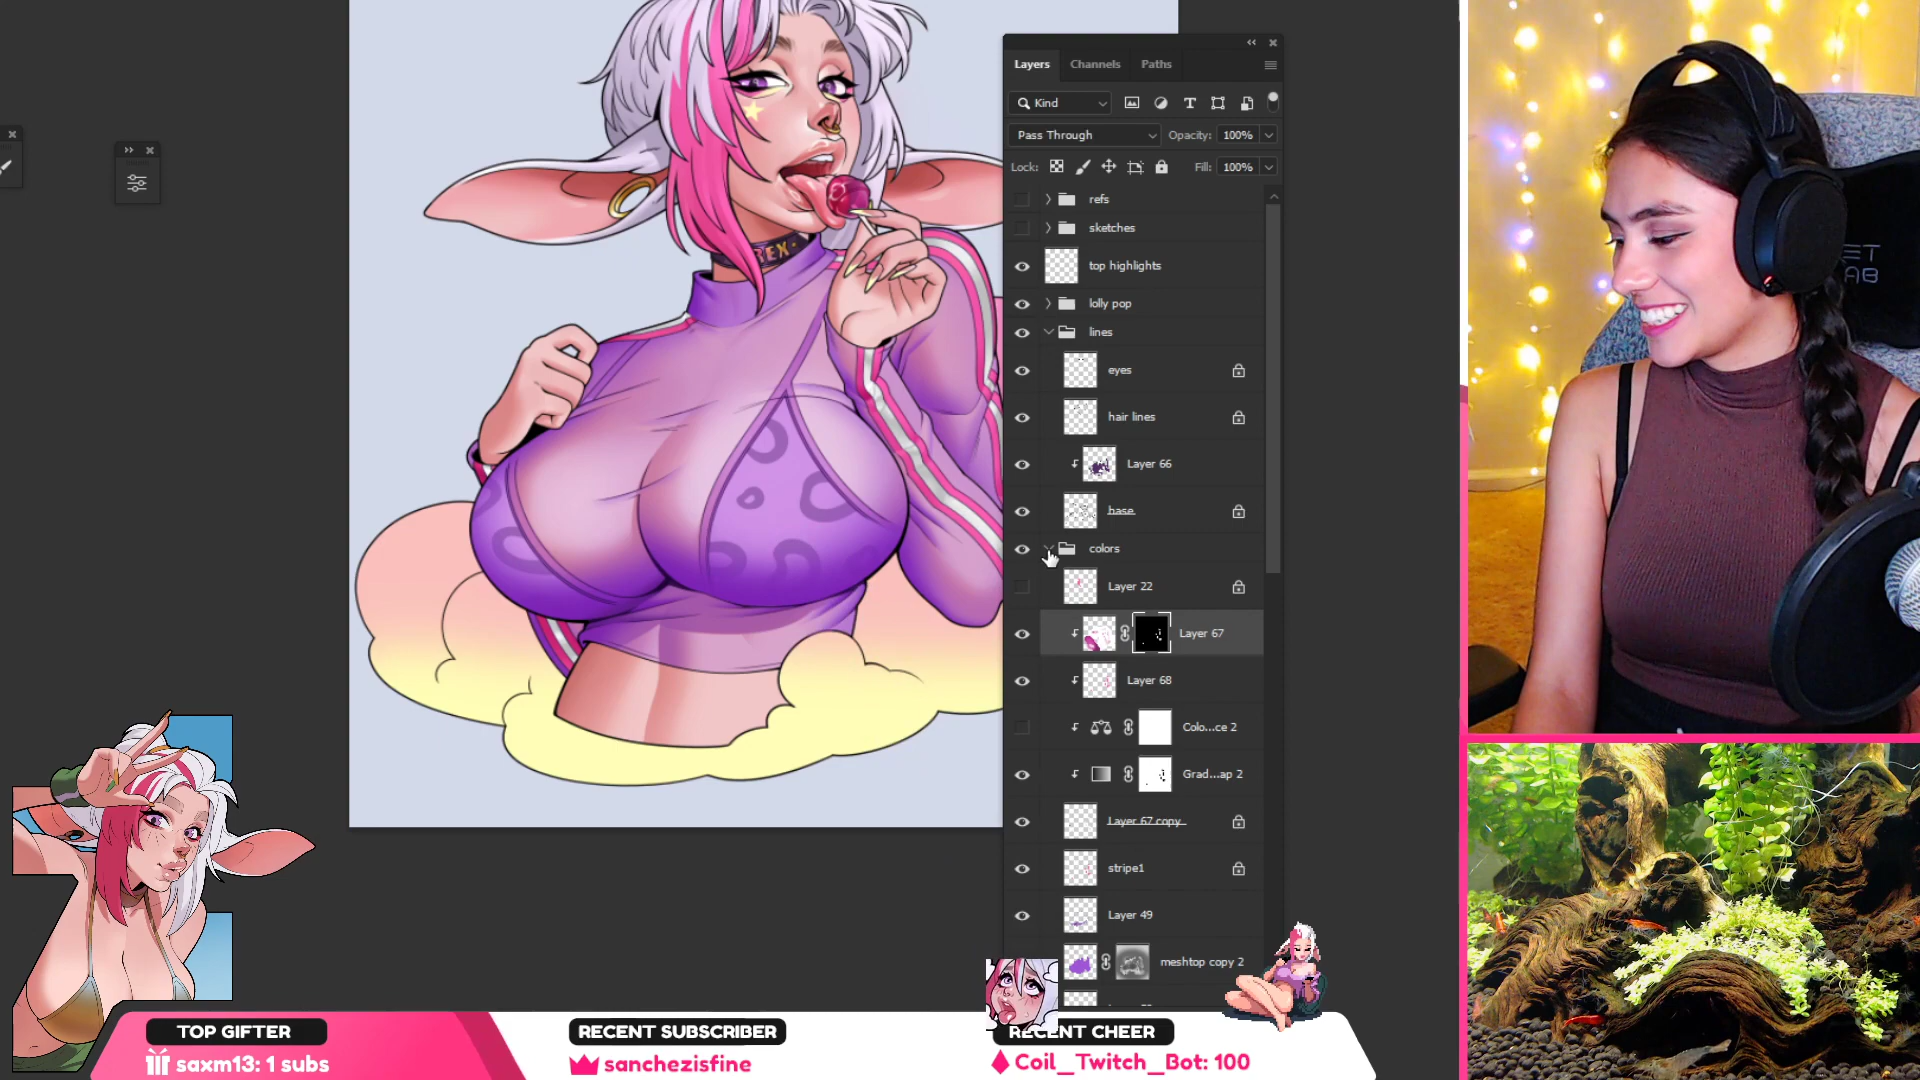 Layers Channels Paths
Kind
Pass Through Opacity: 100%
Lock: Fill: 100%
refs
sketches
top highlights
lolly pop
lines
eyes
hair lines
Layer 66
base
colors
Layer 22
Layer 67
Layer 68
Colo...ce 2
Grad...ap 2
Layer 67 copy
stripe1
Layer 49
meshtop copy 2
TOP GIFTER
saxm13: 1 subs
RECENT SUBSCRIBER
sanchezisfine
RECENT CHEER
Coil_Twitch_Bot: 100